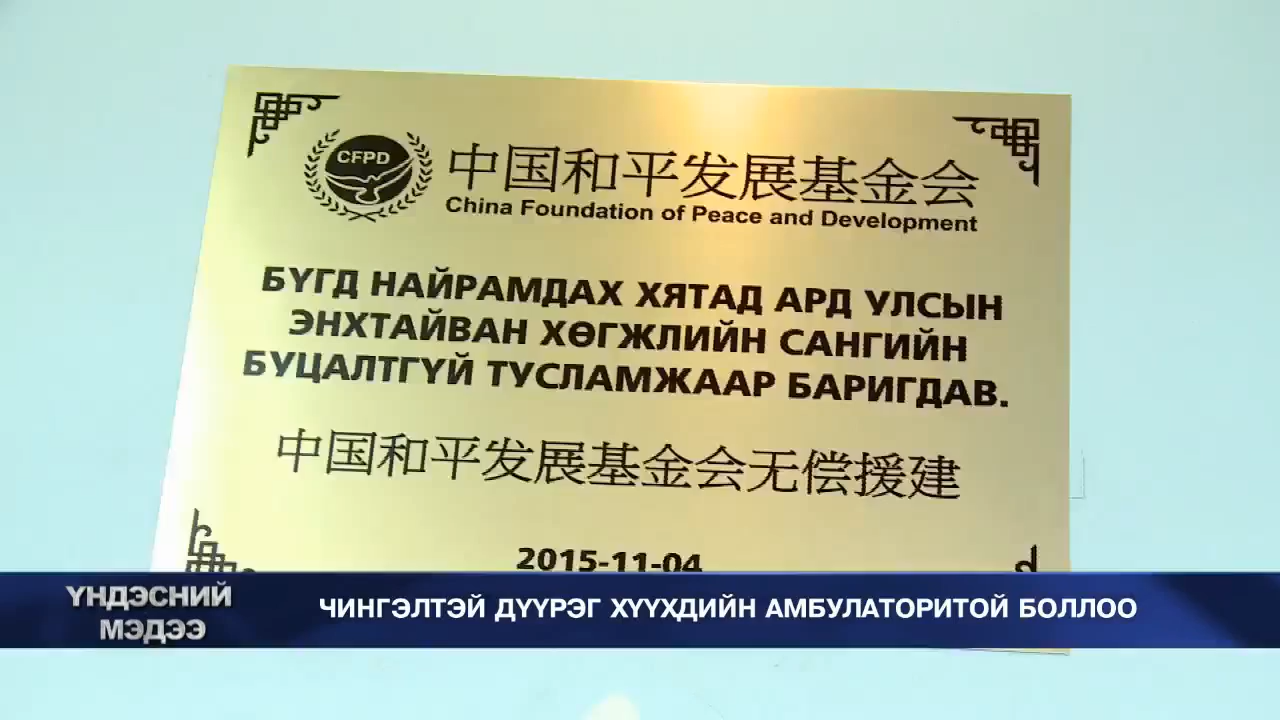 CFPD
中国和平发展基金会
China Foundation of Peace and Development
БҮГД НАЙРАМДАХ ХЯТАД АРД УЛСЫН
ЭНХТАЙВАН ХӨГЖЛИЙН САНГИЙН
БУЦАЛТГҮЙ ТУСЛАМЖААР БАРИГДАВ.
中国和平发展基金会无偿援建
2015-11-04
ҮНДЭСНИЙ
МЭДЭЭ
ЧИНГЭЛТЭЙ ДҮҮРЭГ ХҮҮХДИЙН АМБУЛАТОРИТОЙ БОЛЛОО